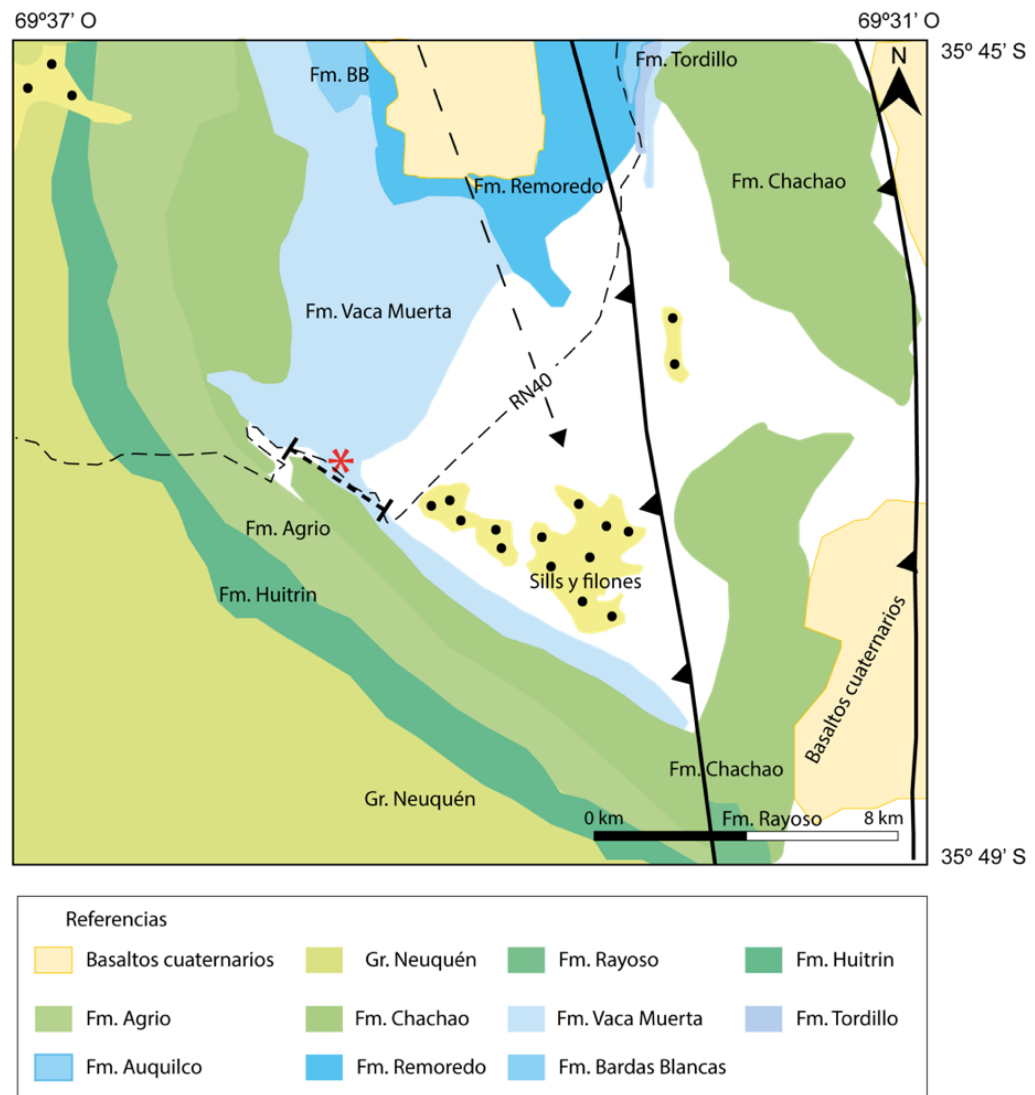 69º37’ O
69º31’ O
35º 45’ S
N
Fm. BB
Fm. Tordillo
Fm. Remoredo
Fm. Chachao
Fm. Vaca Muerta
RN40
Fm. Agrio
Fm. Huitrin
Sills y filones
Basaltos cuaternarios
Fm. Chachao
Gr. Neuquén
0 km
Fm. Rayoso
8 km
35º 49’ S
Referencias
Basaltos cuaternarios
Gr. Neuquén
Fm. Rayoso
Fm. Huitrin
Fm. Agrio
Fm. Chachao
Fm. Vaca Muerta
Fm. Tordillo
Fm. Auquilco
Fm. Remoredo
Fm. Bardas Blancas